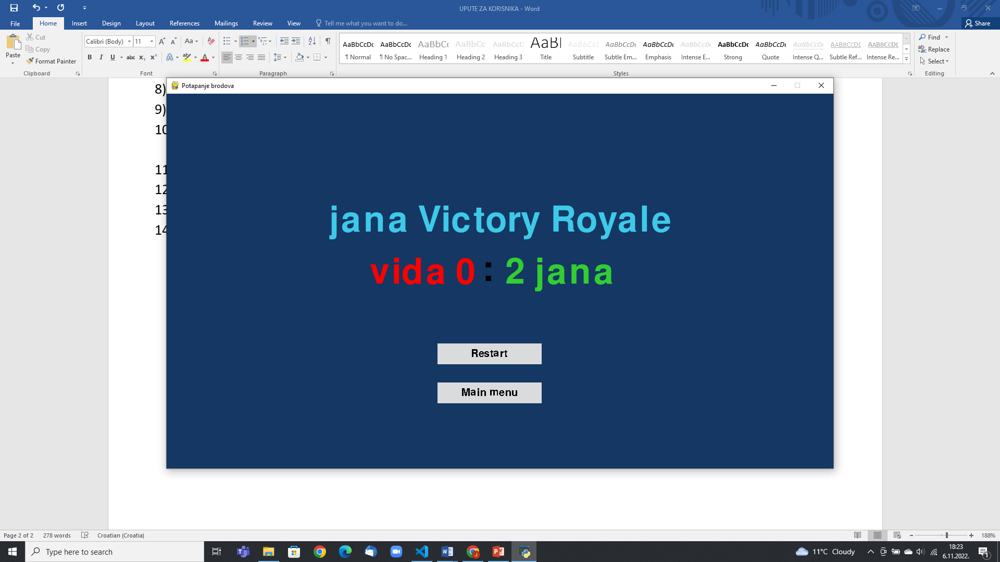 UPUTE ZA KORISNIKA - Word
File Home Insert Design Layout References Mailings Review View Tell me what you want to do... Share
Paste Cut Copy Format Painter
Calibri (Body) 11
AaBbCcDc AaBbCcDc AaBbCc AaBbCc AaBbCcD AaBl AaBbCcL AaBbCcDc AaBbCcDc AaBbCcDc AaBbCcDc AaBbCcDc AaBbCcDc AABBCCDE AABBCCDE
¶ Normal ¶ No Spac... Heading 1 Heading 2 Heading 3 Title Subtitle Subtle Em... Emphasis Intense E... Strong Quote Intense Q... Subtle Ref... Intense Re...
Find
Replace
Select
Clipboard Font Paragraph Styles Editing
Potapanje brodova
8)
9)
10
11
12
13
14
jana Victory Royale
vida 0 : 2 jana
Restart
Main menu
Page 2 of 2 278 words Croatian (Croatia) 188%
Type here to search
11°C Cloudy
18:23
6.11.2022.
1